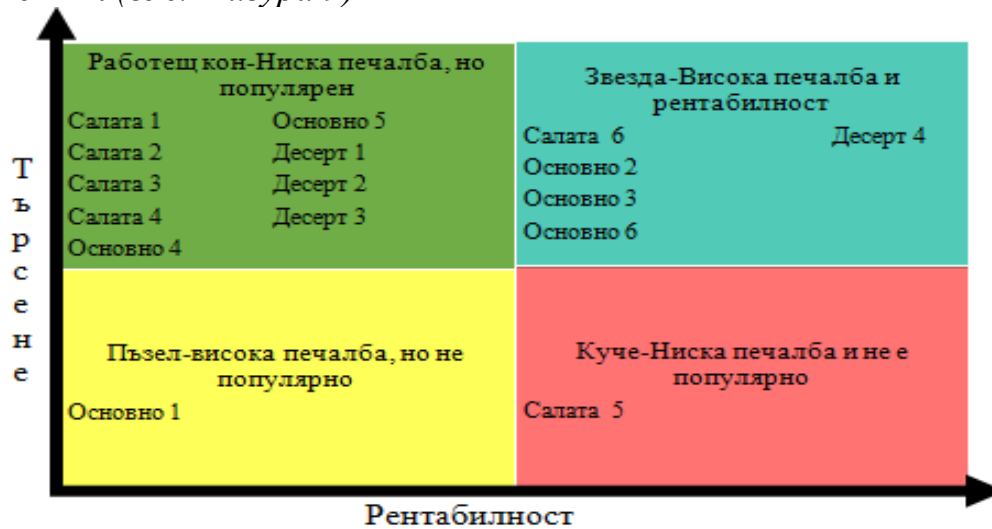 Работещ кон-Ниска печалба, но
популярен
Салата 1
Основно 5
Салата 2
Десерт 1
Салата 3
Десерт 2
Салата 4
Десерт 3
Основно 4
Звезда-Висока печалба и
рентабилност
Салата 6
Десерт 4
Основно 2
Основно 3
Основно 6
Търсене
Пъзел-висока печалба, но не
популярно
Основно 1
Куче-Ниска печалба и не е
популярно
Салата 5
Рентабилност